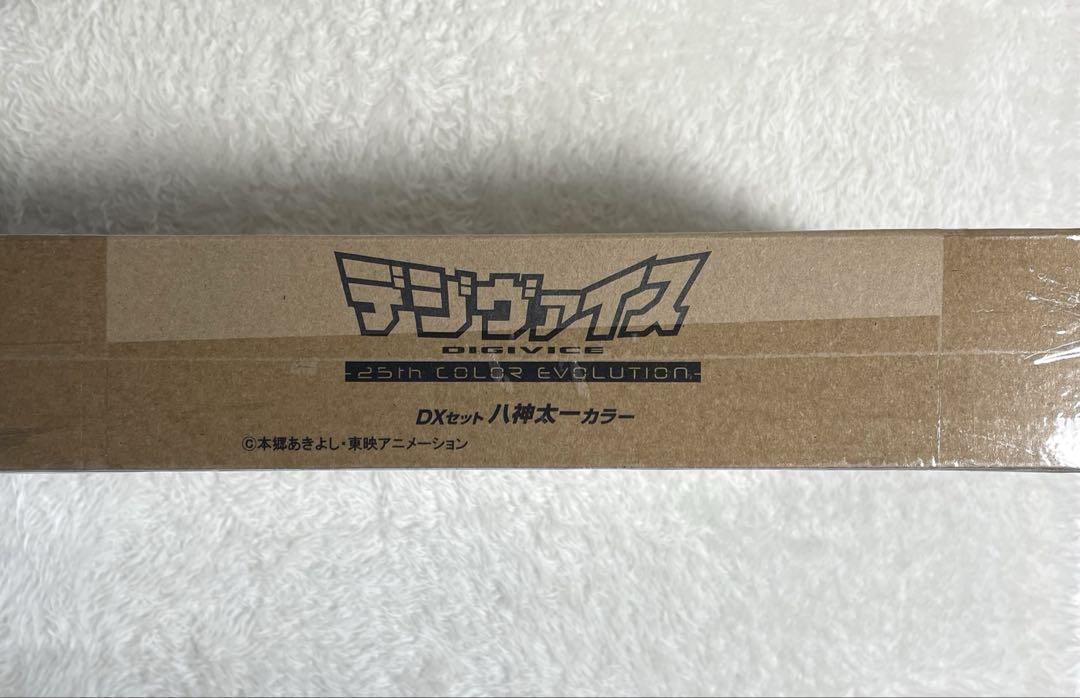 デジヴァイス
DIGIVICE
-25th COLOR EVOLUTION-
DXセット 八神太一カラー
©本郷あきよし・東映アニメーション